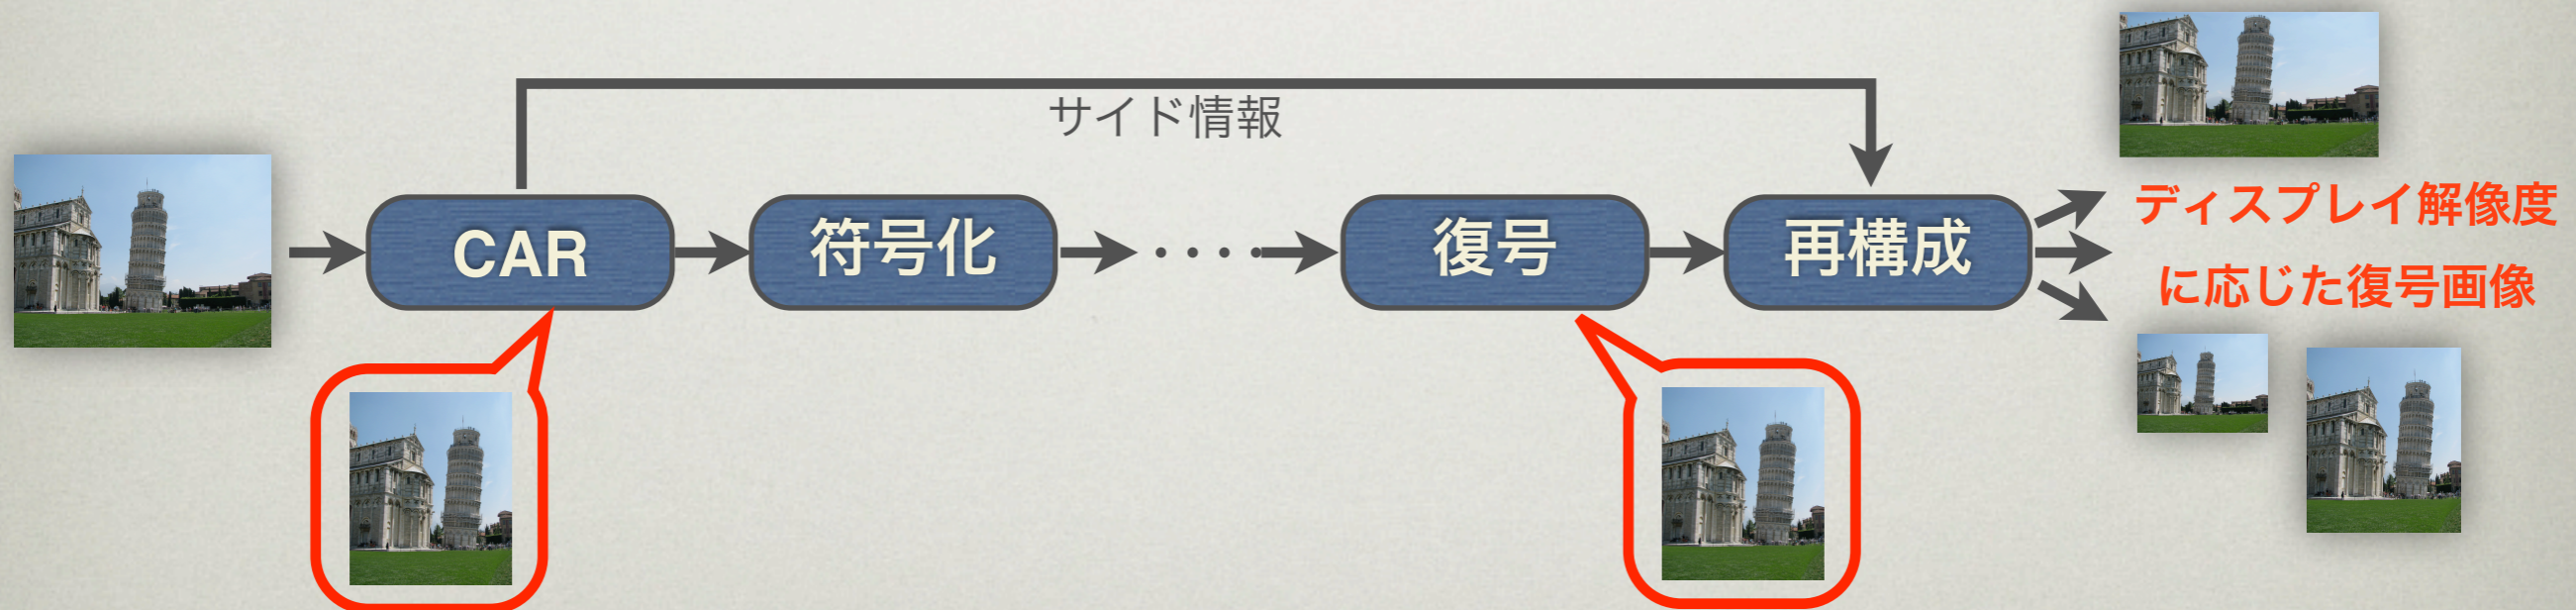 サイド情報
CAR
符号化
復号
再構成
ディスプレイ解像度
に応じた復号画像